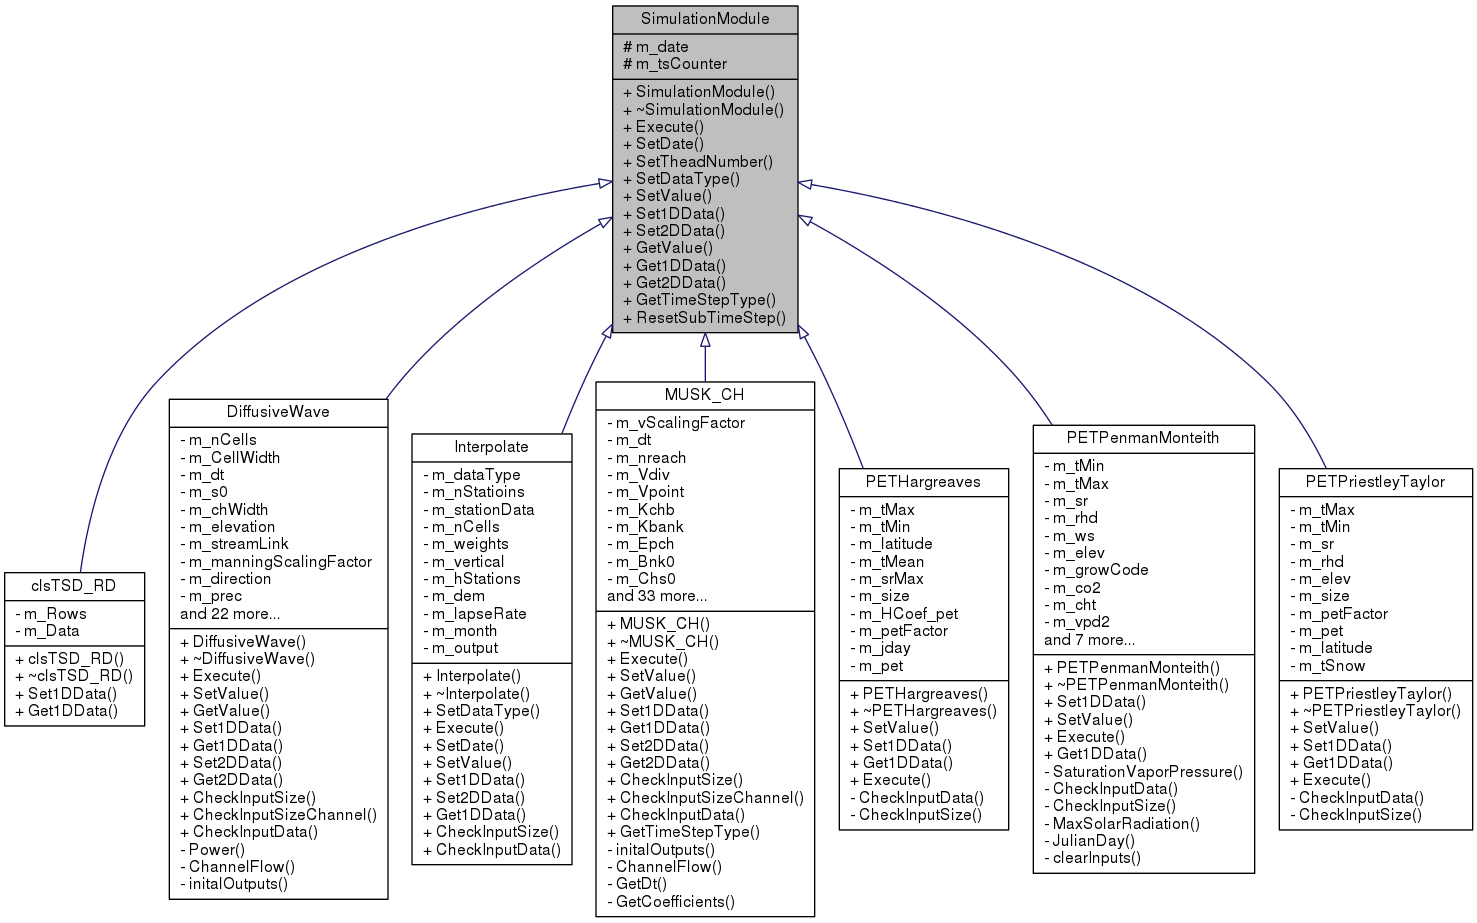 SimulationModule
# m_date
# m_tsCounter
+ SimulationModule()
+ ~SimulationModule()
+ Execute()
+ SetDate()
+ SetTheadNumber()
+ SetDataType()
+ SetValue()
+ Set1DData()
+ Set2DData()
+ GetValue()
+ Get1DData()
+ Get2DData()
+ GetTimeStepType()
+ ResetSubTimeStep()
clsTSD_RD
- m_Rows
- m_Data
+ clsTSD_RD()
+ ~clsTSD_RD()
+ Set1DData()
+ Get1DData()
DiffusiveWave
- m_nCells
- m_CellWidth
- m_dt
- m_s0
- m_chWidth
- m_elevation
- m_streamLink
- m_manningScalingFactor
- m_direction
- m_prec
and 22 more...
+ DiffusiveWave()
+ ~DiffusiveWave()
+ Execute()
+ SetValue()
+ GetValue()
+ Set1DData()
+ Get1DData()
+ Set2DData()
+ Get2DData()
+ CheckInputSize()
+ CheckInputSizeChannel()
+ CheckInputData()
- Power()
- ChannelFlow()
- initalOutputs()
Interpolate
- m_dataType
- m_nStatioins
- m_stationData
- m_nCells
- m_weights
- m_vertical
- m_hStations
- m_dem
- m_lapseRate
- m_month
- m_output
+ Interpolate()
+ ~Interpolate()
+ SetDataType()
+ Execute()
+ SetDate()
+ SetValue()
+ Set1DData()
+ Set2DData()
+ Get1DData()
+ CheckInputSize()
+ CheckInputData()
MUSK_CH
- m_vScalingFactor
- m_dt
- m_nreach
- m_Vdiv
- m_Vpoint
- m_Kchb
- m_Kbank
- m_Epch
- m_Bnk0
- m_Chs0
and 33 more...
+ MUSK_CH()
+ ~MUSK_CH()
+ Execute()
+ SetValue()
+ GetValue()
+ Set1DData()
+ Get1DData()
+ Set2DData()
+ Get2DData()
+ CheckInputSize()
+ CheckInputSizeChannel()
+ CheckInputData()
+ GetTimeStepType()
- initalOutputs()
- ChannelFlow()
- GetDt()
- GetCoefficients()
PETHargreaves
- m_tMax
- m_tMin
- m_latitude
- m_tMean
- m_srMax
- m_size
- m_HCoef_pet
- m_petFactor
- m_jday
- m_pet
+ PETHargreaves()
+ ~PETHargreaves()
+ SetValue()
+ Set1DData()
+ Get1DData()
+ Execute()
- CheckInputData()
- CheckInputSize()
PETPenmanMonteith
- m_tMin
- m_tMax
- m_sr
- m_rhd
- m_ws
- m_elev
- m_growCode
- m_co2
- m_cht
- m_vpd2
and 7 more...
+ PETPenmanMonteith()
+ ~PETPenmanMonteith()
+ Set1DData()
+ SetValue()
+ Execute()
+ Get1DData()
- SaturationVaporPressure()
- CheckInputData()
- CheckInputSize()
- MaxSolarRadiation()
- JulianDay()
- clearInputs()
PETPriestleyTaylor
- m_tMax
- m_tMin
- m_sr
- m_rhd
- m_elev
- m_size
- m_petFactor
- m_pet
- m_latitude
- m_tSnow
+ PETPriestleyTaylor()
+ ~PETPriestleyTaylor()
+ SetValue()
+ Set1DData()
+ Get1DData()
+ Execute()
- CheckInputData()
- CheckInputSize()